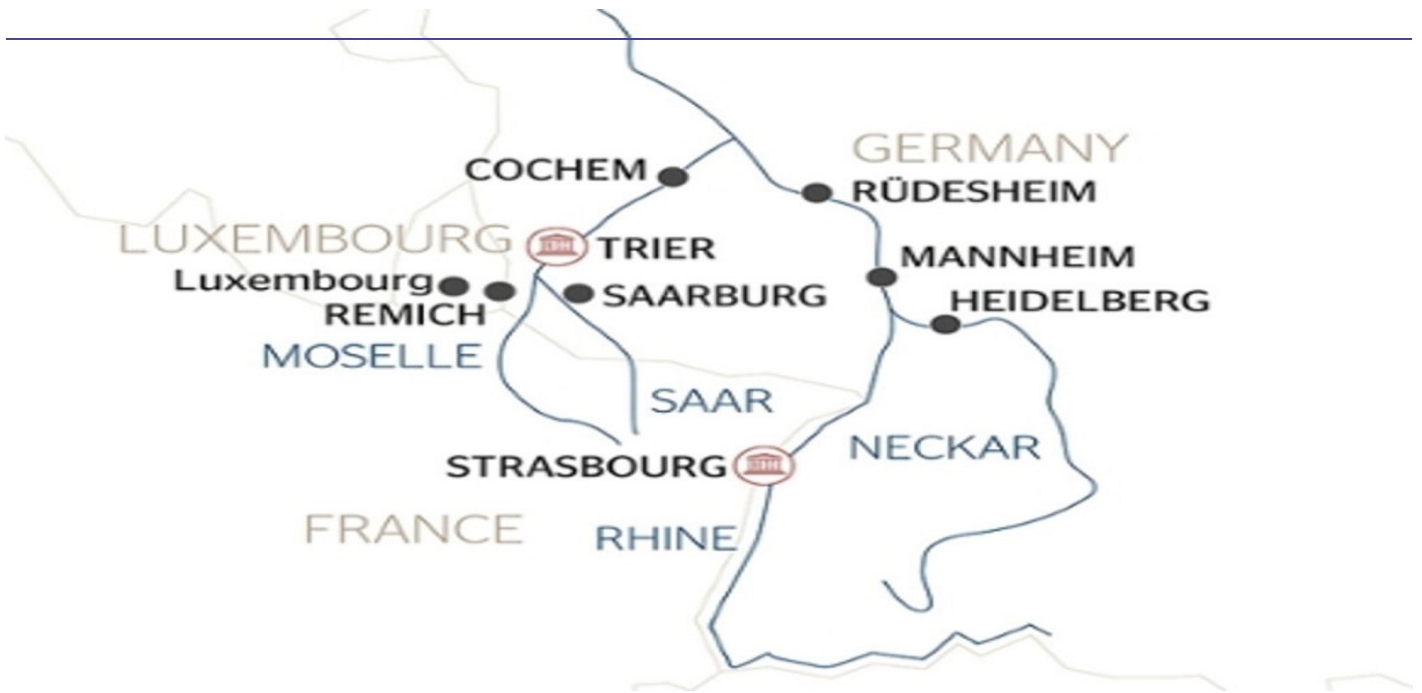 GERMANY
COCHEM
RÜDESHEIM
LUXEMBOURG
TRIER
MANNHEIM
Luxembourg
SAARBURG
HEIDELBERG
REMICH
MOSELLE
SAAR
NECKAR
STRASBOURG
FRANCE
RHINE